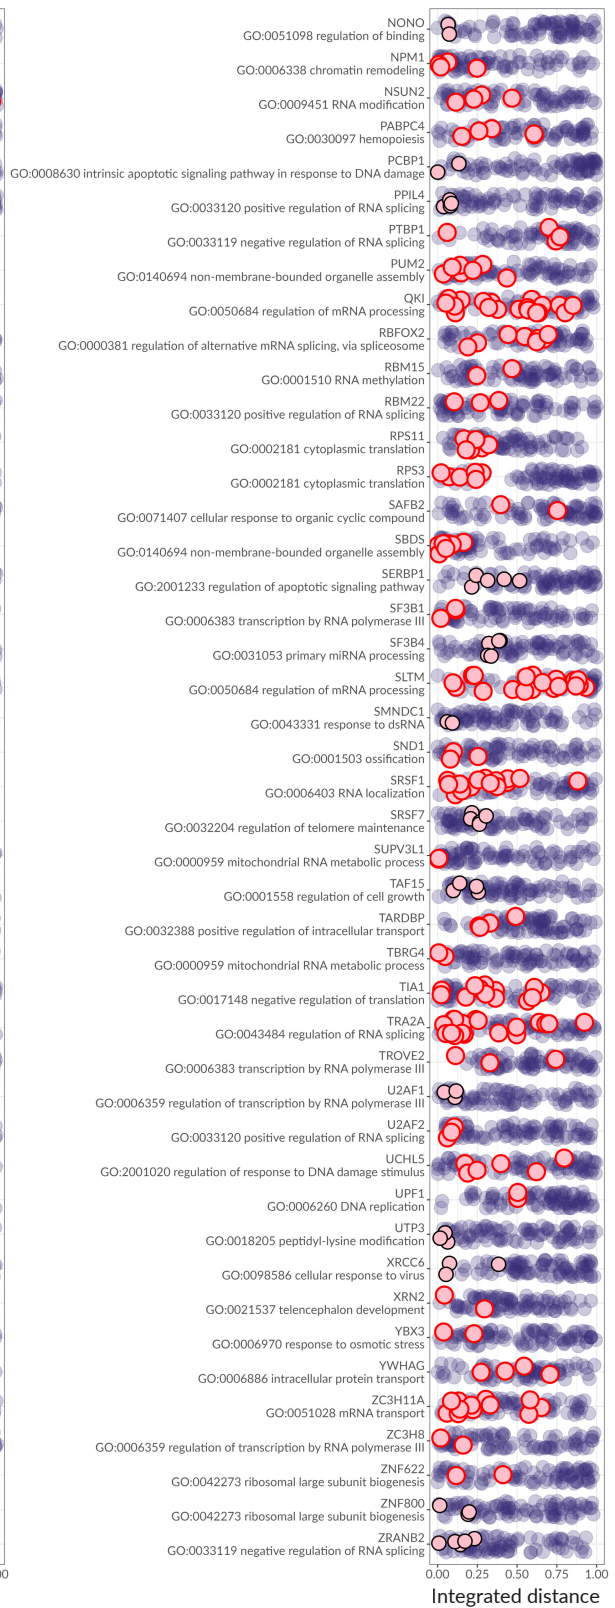 NONO
GO:0051098 regulation of binding
NPM1
GO:0006338 chromatin remodeling
NSUN2
GO:0009451 RNA modification
PABPC4
GO:0030097 hemopoiesis
PCBP1
GO:0008630 intrinsic apoptotic signaling pathway in response to DNA damage
PPIL4
GO:0033120 positive regulation of RNA splicing
PTBP1
GO:0033119 negative regulation of RNA splicing
PUM2
GO:0140694 non-membrane-bounded organelle assembly
QKI
GO:0050684 regulation of mRNA processing
RBFOX2
GO:0000381 regulation of alternative mRNA splicing, via spliceosome
RBM15
GO:0001510 RNA methylation
RBM22
GO:0033120 positive regulation of RNA splicing
RPS11
GO:0002181 cytoplasmic translation
RPS3
GO:0002181 cytoplasmic translation
SAFB2
GO:0071407 cellular response to organic cyclic compound
SBDS
GO:0140694 non-membrane-bounded organelle assembly
SERBP1
GO:2001233 regulation of apoptotic signaling pathway
SF3B1
GO:0006383 transcription by RNA polymerase III
SF3B4
GO:0031053 primary miRNA processing
SLTM
GO:0050684 regulation of mRNA processing
SMNDC1
GO:0043331 response to dsRNA
SND1
GO:0001503 ossification
SRSF1
GO:0006403 RNA localization
SRSF7
GO:0032204 regulation of telomere maintenance
SUPV3L1
GO:0000959 mitochondrial RNA metabolic process
TAF15
GO:0001558 regulation of cell growth
TARDBP
GO:0032388 positive regulation of intracellular transport
TBRG4
GO:0000959 mitochondrial RNA metabolic process
TIA1
GO:0017148 negative regulation of translation
TRA2A
GO:0043484 regulation of RNA splicing
TROVE2
GO:0006383 transcription by RNA polymerase III
U2AF1
GO:0006359 regulation of transcription by RNA polymerase III
U2AF2
GO:0033120 positive regulation of RNA splicing
UCHL5
GO:2001020 regulation of response to DNA damage stimulus
UPF1
GO:0006260 DNA replication
UTP3
GO:0018205 peptidyl-lysine modification
XRCC6
GO:0098586 cellular response to virus
XRN2
GO:0021537 telencephalon development
YBX3
GO:0006970 response to osmotic stress
YWHAG
GO:0006886 intracellular protein transport
ZC3H11A
GO:0051028 mRNA transport
ZC3H8
GO:0006359 regulation of transcription by RNA polymerase III
ZNF622
GO:0042273 ribosomal large subunit biogenesis
ZNF800
GO:0042273 ribosomal large subunit biogenesis
ZRANB2
GO:0033119 negative regulation of RNA splicing
0.00 0.25 0.50 0.75 1.00
Integrated distance